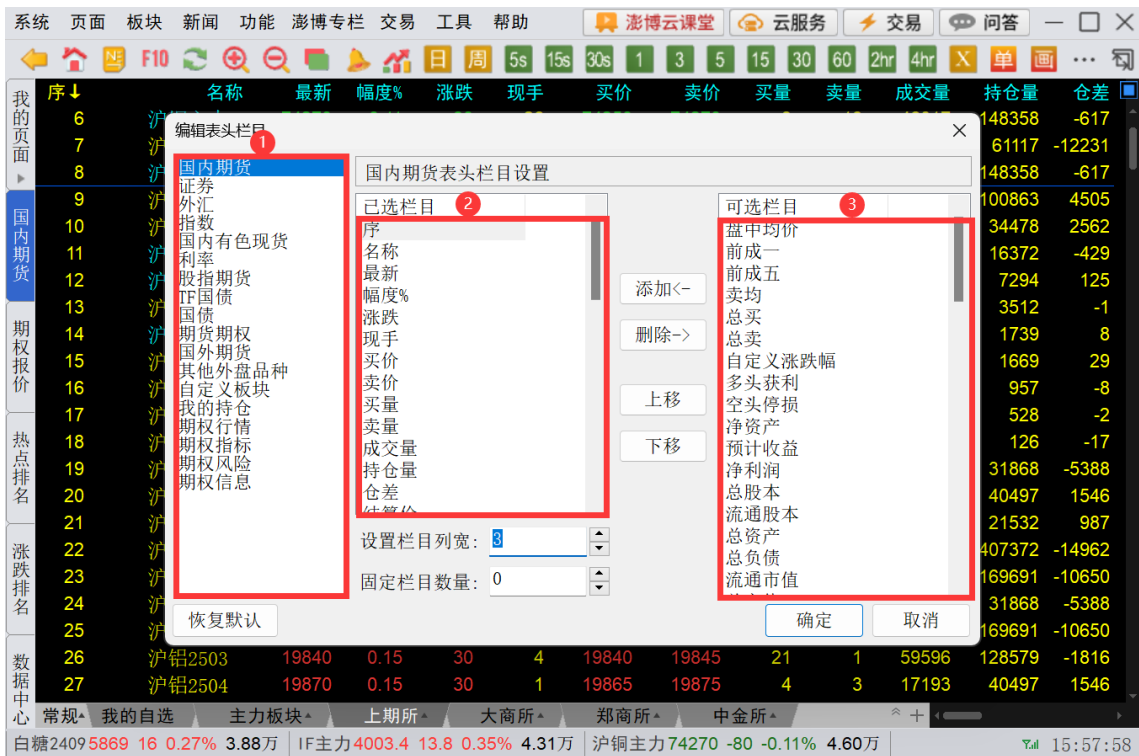 系统 页面 板块 新闻 功能 澎博专栏 交易 工具 帮助 澎博云课堂 云服务 交易 问答
F10 日 周 5s 15s 30s 1 3 5 15 30 60 2hr 4hr X 单 画 ...
我的页面
国内期货
期权报价
热点排名
涨跌排名
数据中心
序↓ 名称 最新 幅度% 涨跌 现手 买价 卖价 买量 卖量 成交量 持仓量 仓差
6 148358 -617
7 61117 -12231
8 148358 -617
9 100863 4505
10 34478 2562
11 16372 -429
12 7294 125
13 3512 -1
14 1739 8
15 1669 29
16 957 -8
17 528 -2
18 126 -17
19 31868 -5388
20 40497 1546
21 21532 987
22 407372 -14962
23 169691 -10650
24 31868 -5388
25 169691 -10650
26 沪铝2503 19840 0.15 30 4 19840 19845 21 1 59596 128579 -1816
27 沪铝2504 19870 0.15 30 1 19865 19875 4 3 17193 40497 1546
编辑表头栏目
1
国内期货
证券
外汇
指数
国内有色现货
利率
股指期货
TF国债
国债
期货期权
国外期货
其他外盘品种
自定义板块
我的持仓
期权行情
期权指标
期权风险
期权信息
国内期货表头栏目设置
已选栏目 2
序
名称
最新
幅度%
涨跌
现手
买价
卖价
买量
卖量
成交量
持仓量
仓差
结算价
添加<-
删除->
上移
下移
可选栏目 3
盘中均价
前成一
前成五
卖均
总买
总卖
自定义涨跌幅
多头获利
空头停损
净资产
预计收益
净利润
总股本
流通股本
总资产
总负债
流通市值
设置栏目列宽: 3
固定栏目数量: 0
恢复默认 确定 取消
常规 我的自选 主力板块 上期所 大商所 郑商所 中金所
白糖2409 5869 16 0.27% 3.88万 IF主力 4003.4 13.8 0.35% 4.31万 沪铜主力 74270 -80 -0.11% 4.60万 15:57:58